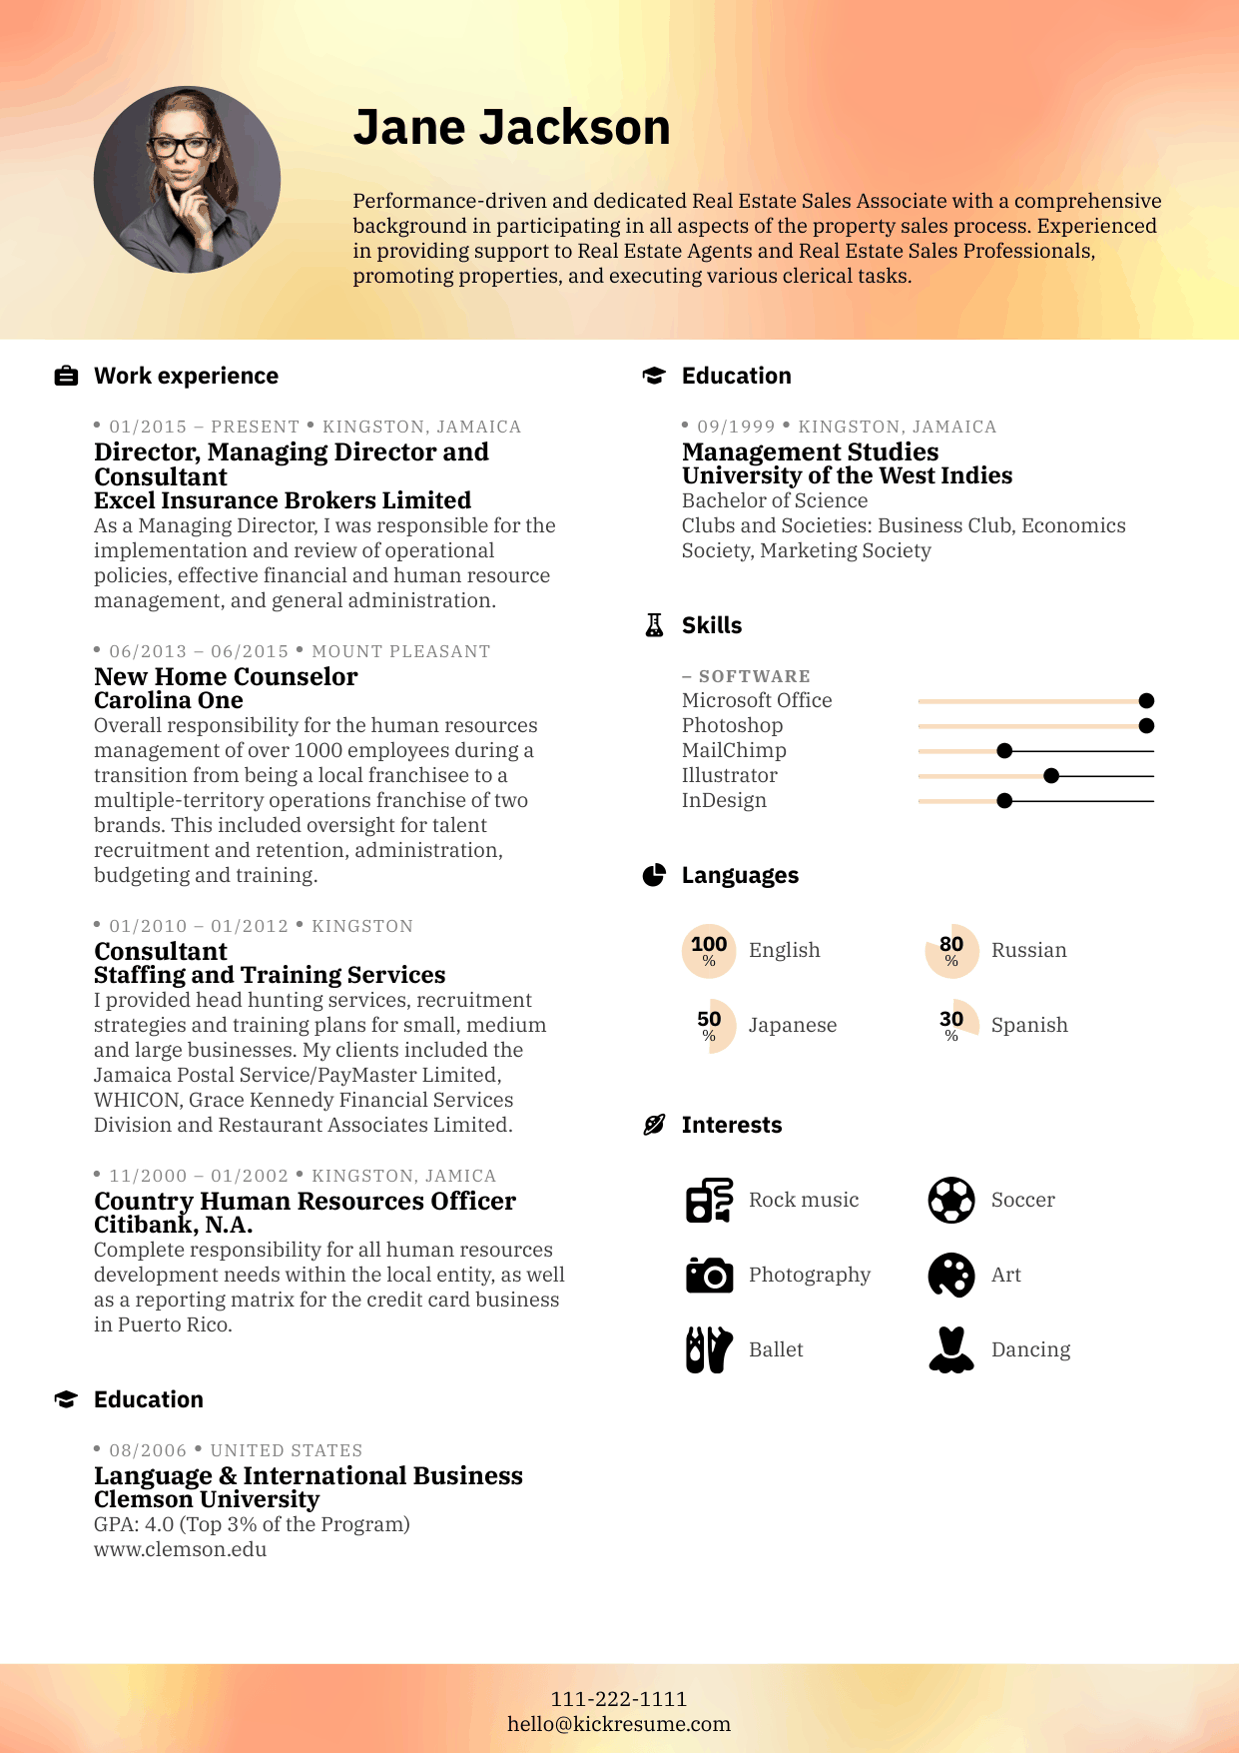 Jane Jackson
Performance-driven and dedicated Real Estate Sales Associate with a comprehensive
background in participating in all aspects of the property sales process. Experienced
in providing support to Real Estate Agents and Real Estate Sales Professionals,
promoting properties, and executing various clerical tasks.
Work experience
• 01/2015 – PRESENT • KINGSTON, JAMAICA
Director, Managing Director and
Consultant
Excel Insurance Brokers Limited
As a Managing Director, I was responsible for the
implementation and review of operational
policies, effective financial and human resource
management, and general administration.
• 06/2013 – 06/2015 • MOUNT PLEASANT
New Home Counselor
Carolina One
Overall responsibility for the human resources
management of over 1000 employees during a
transition from being a local franchisee to a
multiple-territory operations franchise of two
brands. This included oversight for talent
recruitment and retention, administration,
budgeting and training.
• 01/2010 – 01/2012 • KINGSTON
Consultant
Staffing and Training Services
I provided head hunting services, recruitment
strategies and training plans for small, medium
and large businesses. My clients included the
Jamaica Postal Service/PayMaster Limited,
WHICON, Grace Kennedy Financial Services
Division and Restaurant Associates Limited.
• 11/2000 – 01/2002 • KINGSTON, JAMICA
Country Human Resources Officer
Citibank, N.A.
Complete responsibility for all human resources
development needs within the local entity, as well
as a reporting matrix for the credit card business
in Puerto Rico.
Education
• 08/2006 • UNITED STATES
Language & International Business
Clemson University
GPA: 4.0 (Top 3% of the Program)
www.clemson.edu
Education
• 09/1999 • KINGSTON, JAMAICA
Management Studies
University of the West Indies
Bachelor of Science
Clubs and Societies: Business Club, Economics
Society, Marketing Society
Skills
– SOFTWARE
Microsoft Office
Photoshop
MailChimp
Illustrator
InDesign
Languages
100 % English
80 % Russian
50 % Japanese
30 % Spanish
Interests
Rock music
Soccer
Photography
Art
Ballet
Dancing
111-222-1111
hello@kickresume.com